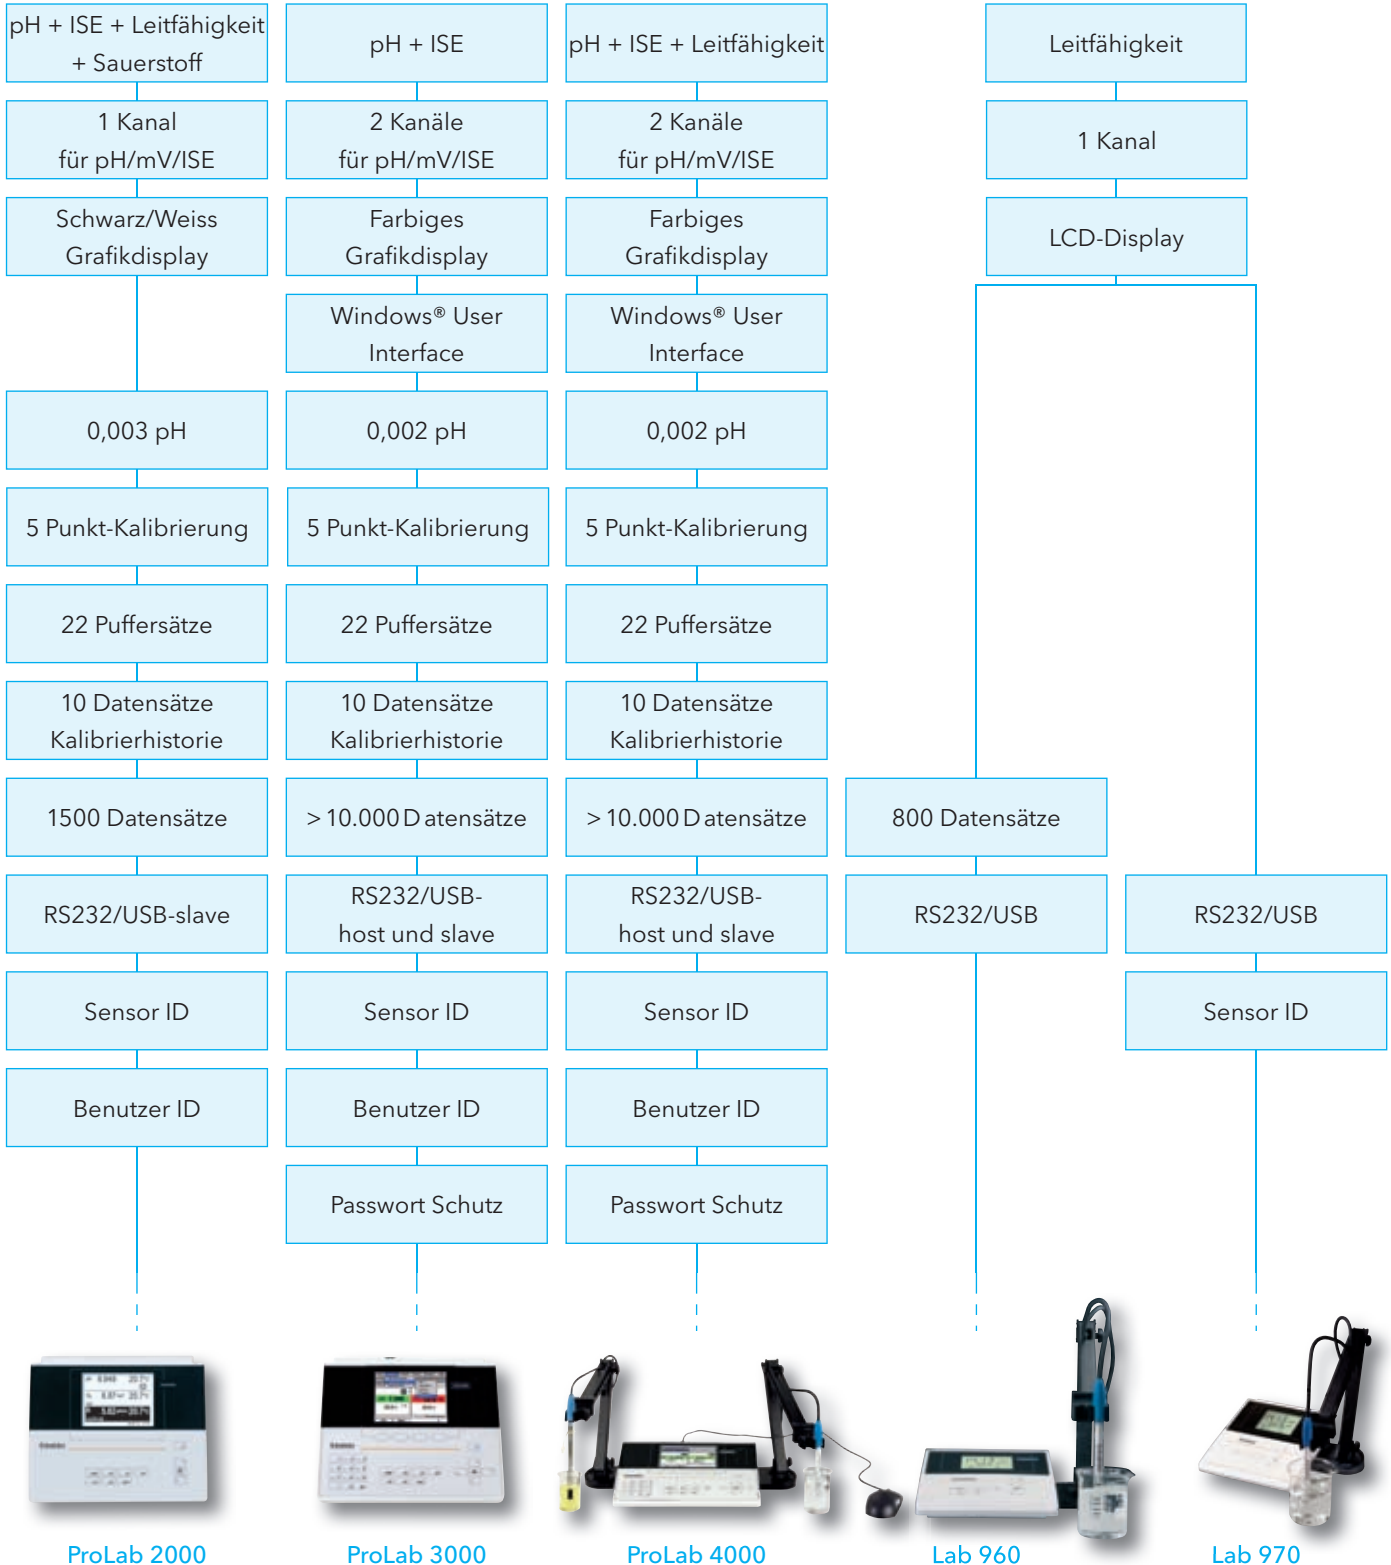 pH + ISE + Leitfähigkeit
+ Sauerstoff
pH + ISE
pH + ISE + Leitfähigkeit
Leitfähigkeit
1 Kanal
für pH/mV/ISE
2 Kanäle
für pH/mV/ISE
2 Kanäle
für pH/mV/ISE
1 Kanal
Schwarz/Weiss
Grafikdisplay
Farbiges
Grafikdisplay
Farbiges
Grafikdisplay
LCD-Display
Windows® User
Interface
Windows® User
Interface
0,003 pH
0,002 pH
0,002 pH
5 Punkt-Kalibrierung
5 Punkt-Kalibrierung
5 Punkt-Kalibrierung
22 Puffersätze
22 Puffersätze
22 Puffersätze
10 Datensätze
Kalibrierhistorie
10 Datensätze
Kalibrierhistorie
10 Datensätze
Kalibrierhistorie
1500 Datensätze
> 10.000 D atensätze
> 10.000 D atensätze
800 Datensätze
RS232/USB-slave
RS232/USB-
host und slave
RS232/USB-
host und slave
RS232/USB
RS232/USB
Sensor ID
Sensor ID
Sensor ID
Sensor ID
Benutzer ID
Benutzer ID
Benutzer ID
Passwort Schutz
Passwort Schutz
ProLab 2000
ProLab 3000
ProLab 4000
Lab 960
Lab 970